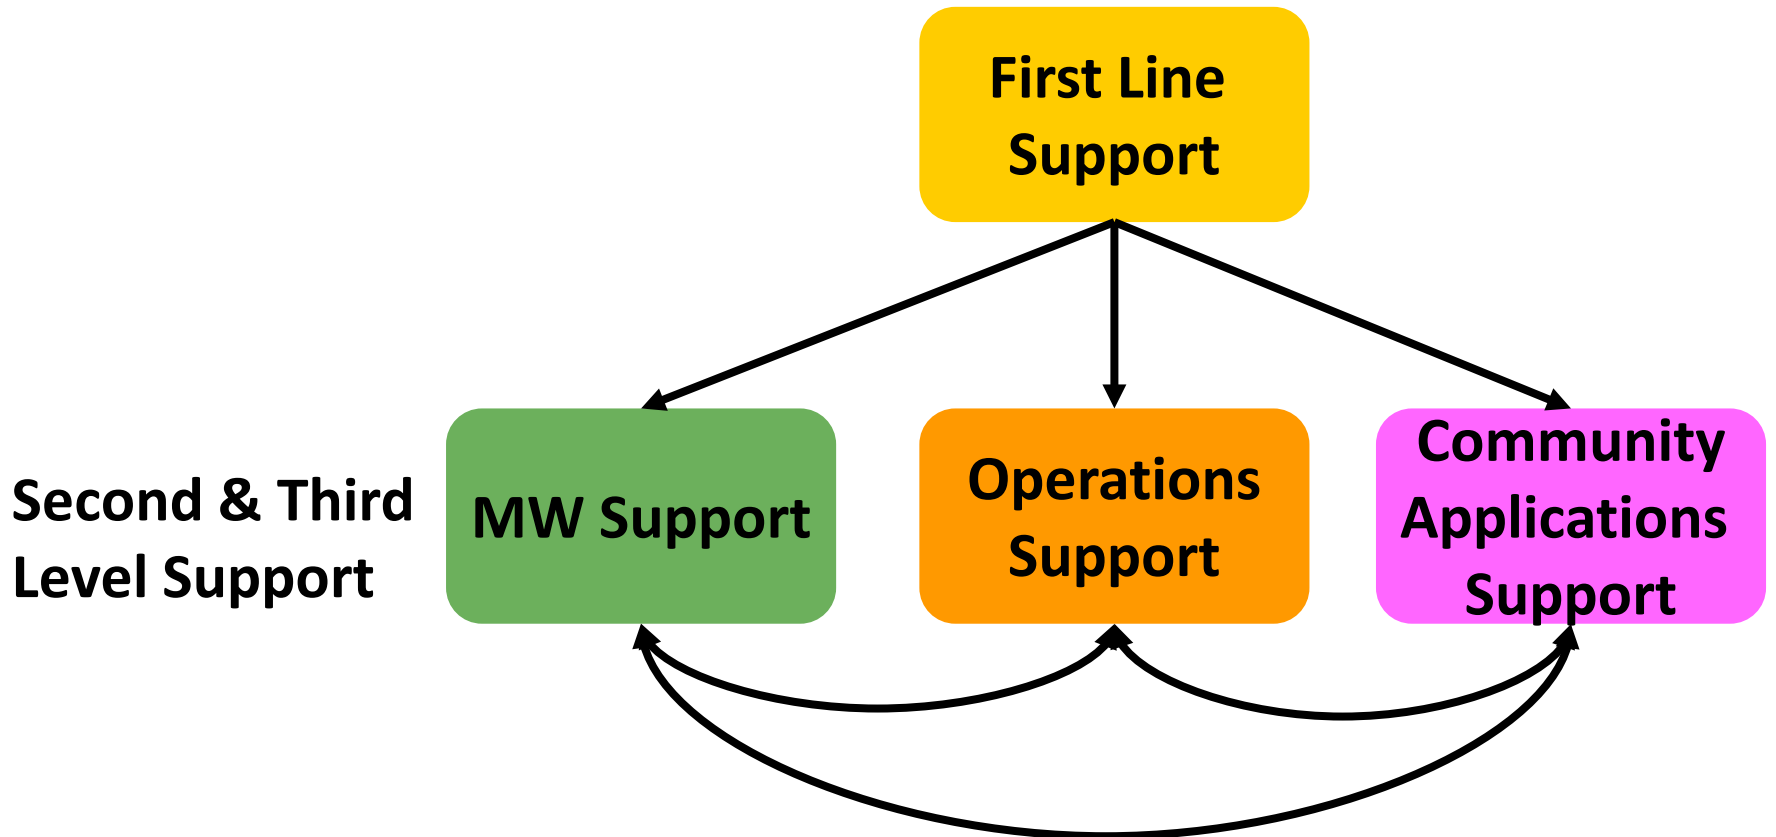 First Line
Support
Second & Third
Level Support
MW Support
Operations
Support
Community
Applications
Support